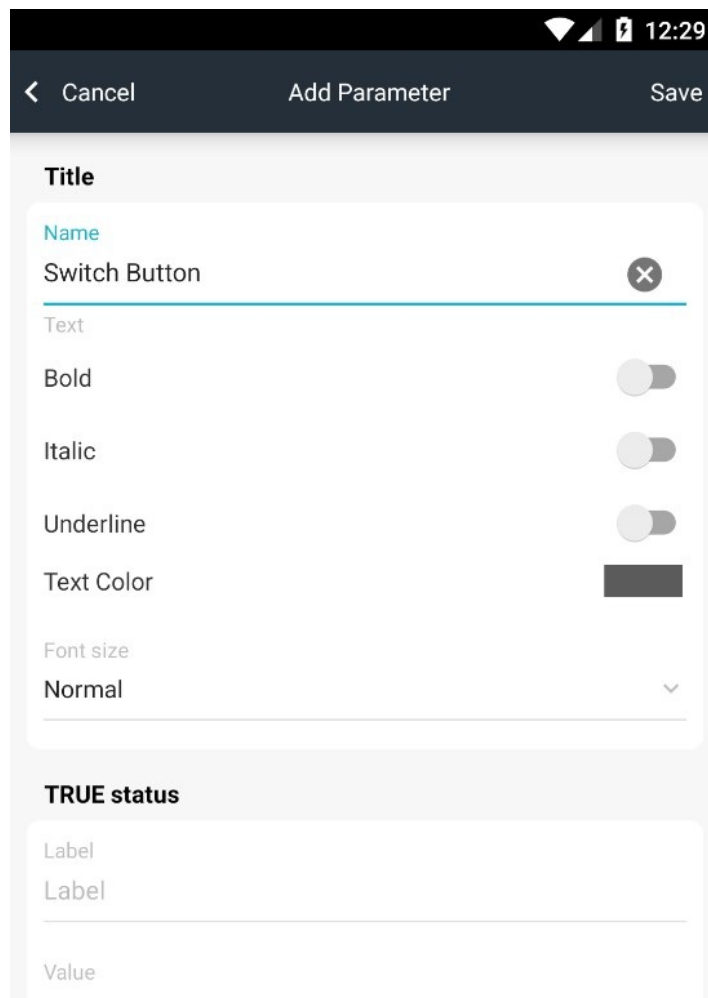 12:29
Cancel Add Parameter Save
Title
Name
Switch Button
Text
Bold
Italic
Underline
Text Color
Font size
Normal
TRUE status
Label
Label
Value